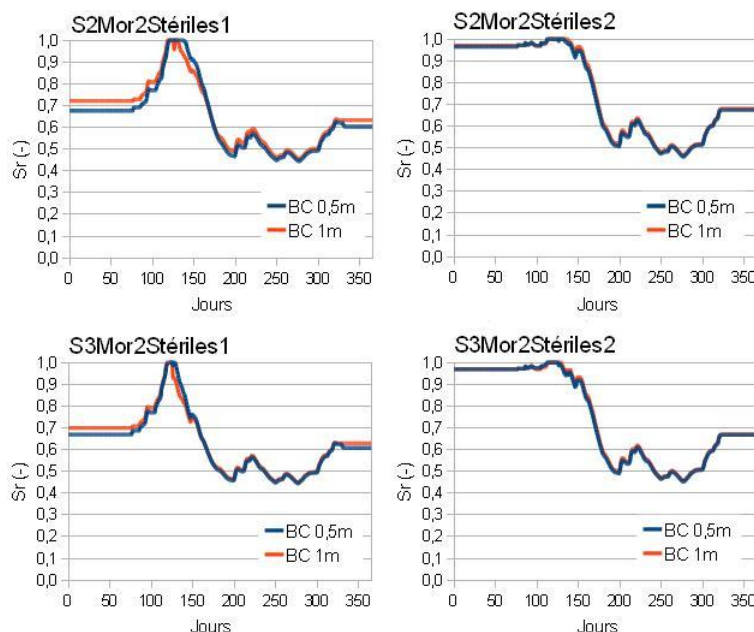 S2Mor2Stériles1
1,0
0,9
0,8
0,7
0,6
0,5
0,4
0,3
0,2
0,1
0,0
Sr (-)
BC 0,5m
BC 1m
0 50 100 150 200 250 300 350
Jours
S2Mor2Stériles2
1,0
0,9
0,8
0,7
0,6
0,5
0,4
0,3
0,2
0,1
0,0
Sr (-)
BC 0,5m
BC 1m
0 50 100 150 200 250 300 350
Jours
S3Mor2Stériles1
1,0
0,9
0,8
0,7
0,6
0,5
0,4
0,3
0,2
0,1
0,0
Sr (-)
BC 0,5m
BC 1m
0 50 100 150 200 250 300 350
Jours
S3Mor2Stériles2
1,0
0,9
0,8
0,7
0,6
0,5
0,4
0,3
0,2
0,1
0,0
Sr (-)
BC 0,5m
BC 1m
0 50 100 150 200 250 300 350
Jours